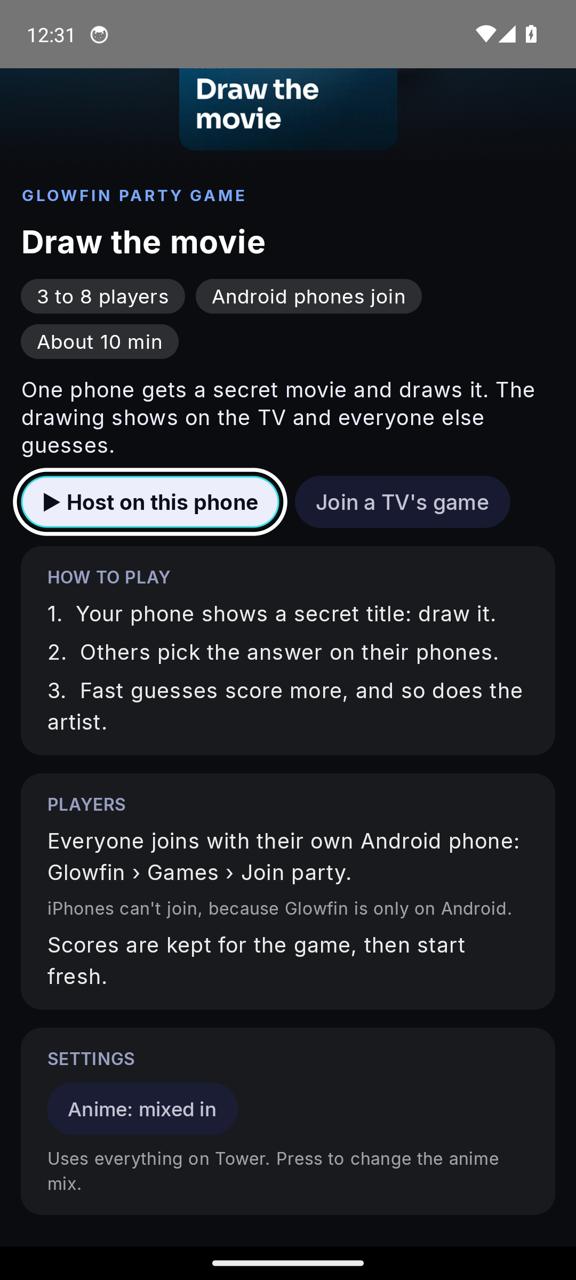 12:31
Draw the
movie
GLOWFIN PARTY GAME
Draw the movie
3 to 8 players
Android phones join
About 10 min
One phone gets a secret movie and draws it. The
drawing shows on the TV and everyone else
guesses.
▶ Host on this phone
Join a TV's game
HOW TO PLAY
1. Your phone shows a secret title: draw it.
2. Others pick the answer on their phones.
3. Fast guesses score more, and so does the
artist.
PLAYERS
Everyone joins with their own Android phone:
Glowfin › Games › Join party.
iPhones can't join, because Glowfin is only on Android.
Scores are kept for the game, then start
fresh.
SETTINGS
Anime: mixed in
Uses everything on Tower. Press to change the anime
mix.